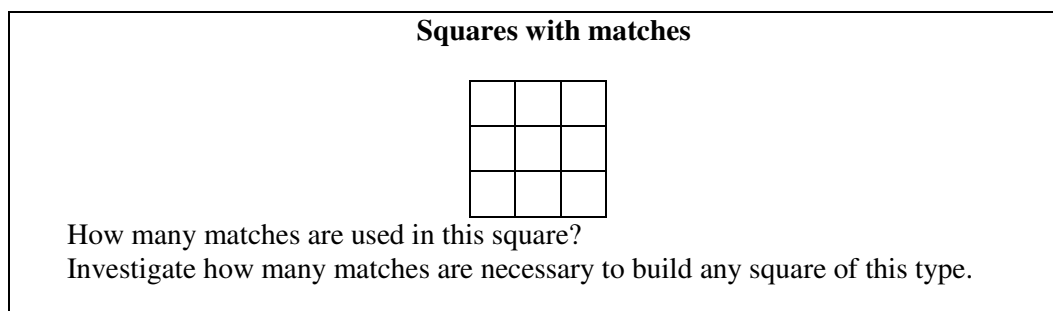 Squares with matches
How many matches are used in this square?
Investigate how many matches are necessary to build any square of this type.